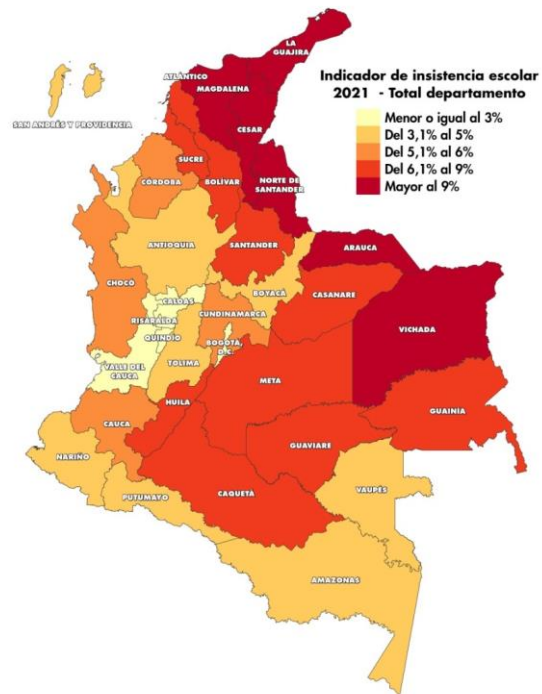 LA
GUAJIRA
ATLÁNTICO
MAGDALENA
Indicador de insistencia escolar
2021 - Total departamento
Menor o igual al 3%
Del 3,1% al 5%
Del 5,1% al 6%
Del 6,1% al 9%
Mayor al 9%
SAN ANDRÉS Y PROVIDENCIA
CESAR
SUCRE
CÓRDOBA
BOLÍVAR
NORTE DE
SANTANDER
ANTIOQUIA
SANTANDER
ARAUCA
CHOCÓ
BOYACÁ
CASANARE
CALDAS
CUNDINAMARCA
RISARALDA
VICHADA
QUINDÍO
BOGOTÁ,
D.C.
VALLE DEL
CAUCA
TOLIMA
META
HUILA
GUAINÍA
CAUCA
GUAVIARE
NARIÑO
CAQUETÁ
VAUPÉS
PUTUMAYO
AMAZONAS